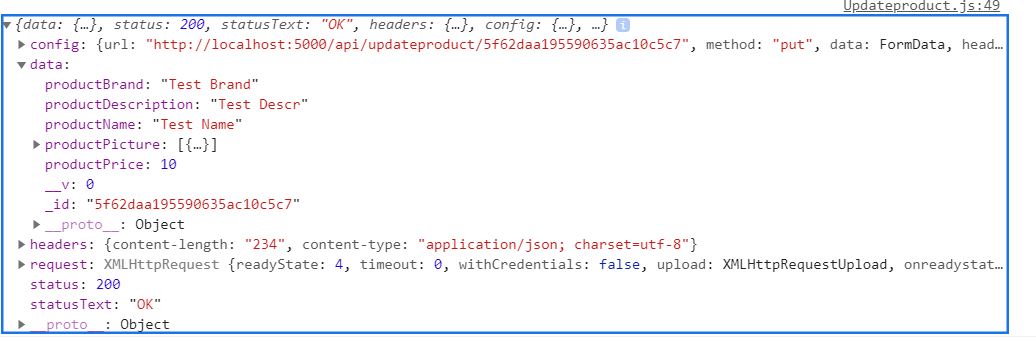 Updateproduct.js:49
▼{data: {…}, status: 200, statusText: "OK", headers: {…}, config: {…}, …} i
▶config: {url: "http://localhost:5000/api/updateproduct/5f62daa195590635ac10c5c7", method: "put", data: FormData, head…
▼data:
productBrand: "Test Brand"
productDescription: "Test Descr"
productName: "Test Name"
▶productPicture: [{…}]
productPrice: 10
__v: 0
_id: "5f62daa195590635ac10c5c7"
▶__proto__: Object
▶headers: {content-length: "234", content-type: "application/json; charset=utf-8"}
▶request: XMLHttpRequest {readyState: 4, timeout: 0, withCredentials: false, upload: XMLHttpRequestUpload, onreadystat…
status: 200
statusText: "OK"
▶__proto__: Object